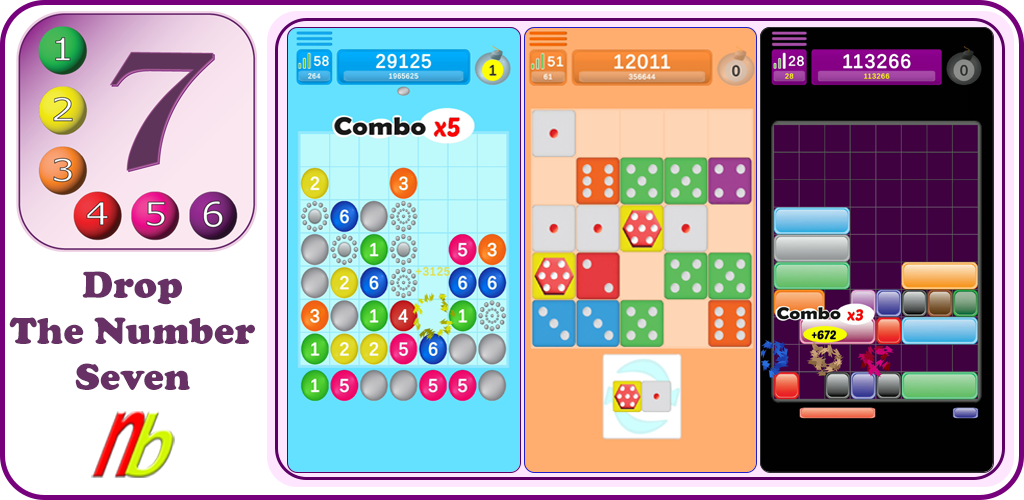 1
7
2
3
4 5 6
Drop
The Number
Seven
nb
58
264
29125
1965625
1
Combo x5
2 3
6
1 5 3
+3125
2 6 6 6
3 1 4 1
1 2 2 5 6
1 5 5 5
51
61
12011
356644
0
28
28
113266
113266
0
Combo x3
+672